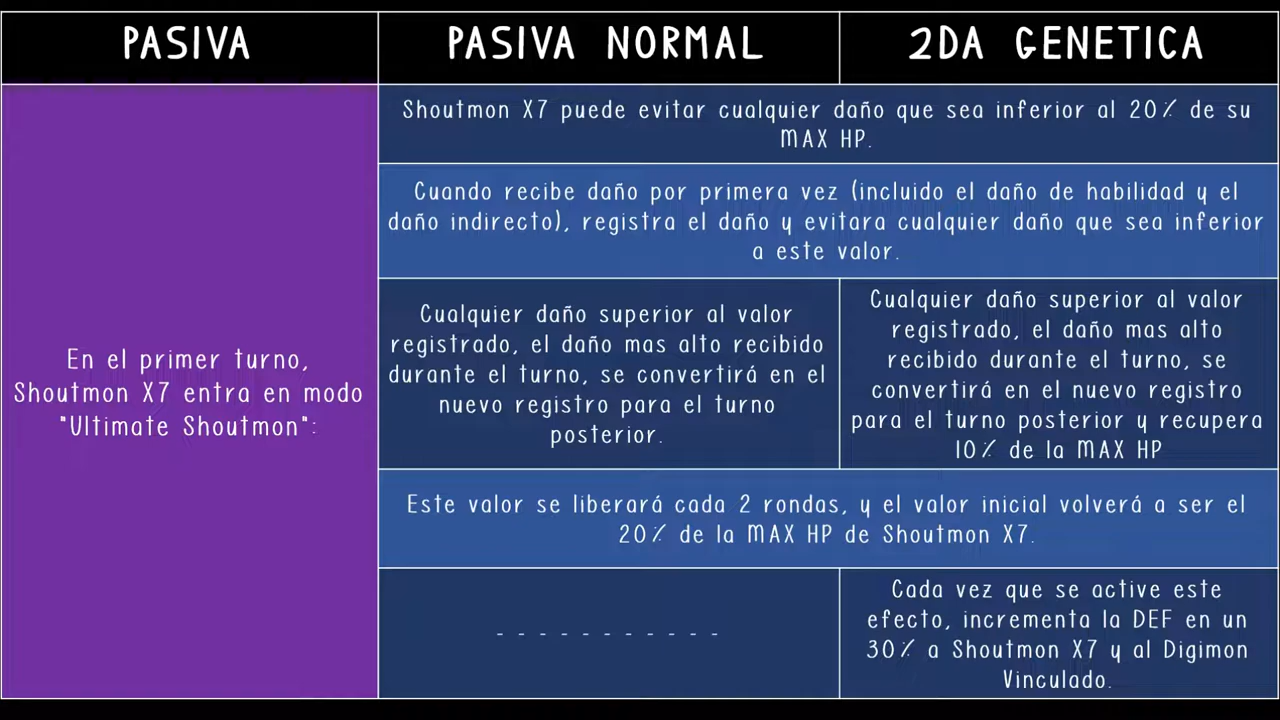 PASIVA
PASIVA NORMAL
2DA GENETICA
En el primer turno,
Shoutmon X7 entra en modo
"Ultimate Shoutmon":
Shoutmon X7 puede evitar cualquier daño que sea inferior al 20% de su
MAX HP.
Cuando recibe daño por primera vez (incluido el daño de habilidad y el
daño indirecto), registra el daño y evitara cualquier daño que sea inferior
a este valor.
Cualquier daño superior al valor
registrado, el daño mas alto recibido
durante el turno, se convertirá en el
nuevo registro para el turno
posterior.
Cualquier daño superior al valor
registrado, el daño mas alto
recibido durante el turno, se
convertirá en el nuevo registro
para el turno posterior y recupera
10% de la MAX HP
Este valor se liberará cada 2 rondas, y el valor inicial volverá a ser el
20% de la MAX HP de Shoutmon X7.
- - - - - - - - - - -
Cada vez que se active este
efecto, incrementa la DEF en un
30% a Shoutmon X7 y al Digimon
Vinculado.